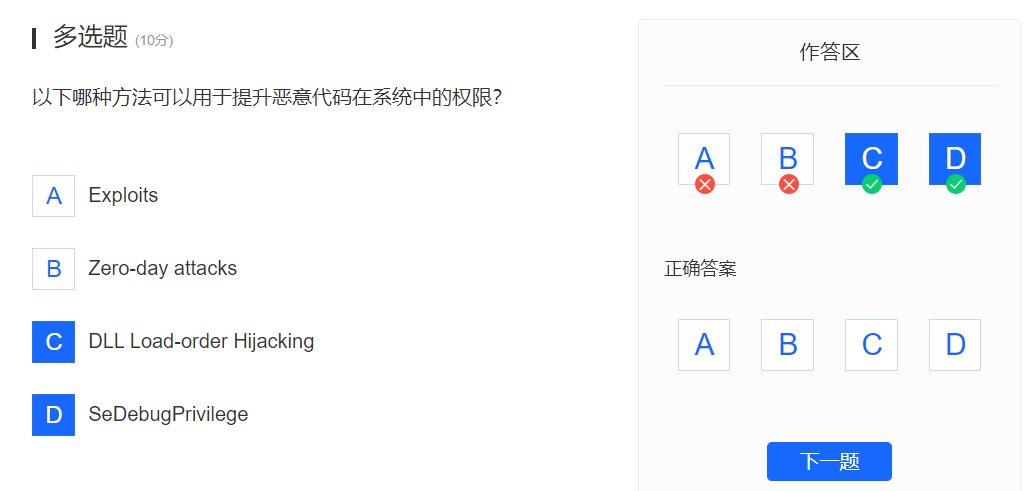 多选题 (10分)
以下哪种方法可以用于提升恶意代码在系统中的权限？
A Exploits
B Zero-day attacks
C DLL Load-order Hijacking
D SeDebugPrivilege
作答区
A B C D
正确答案
A B C D
下一题